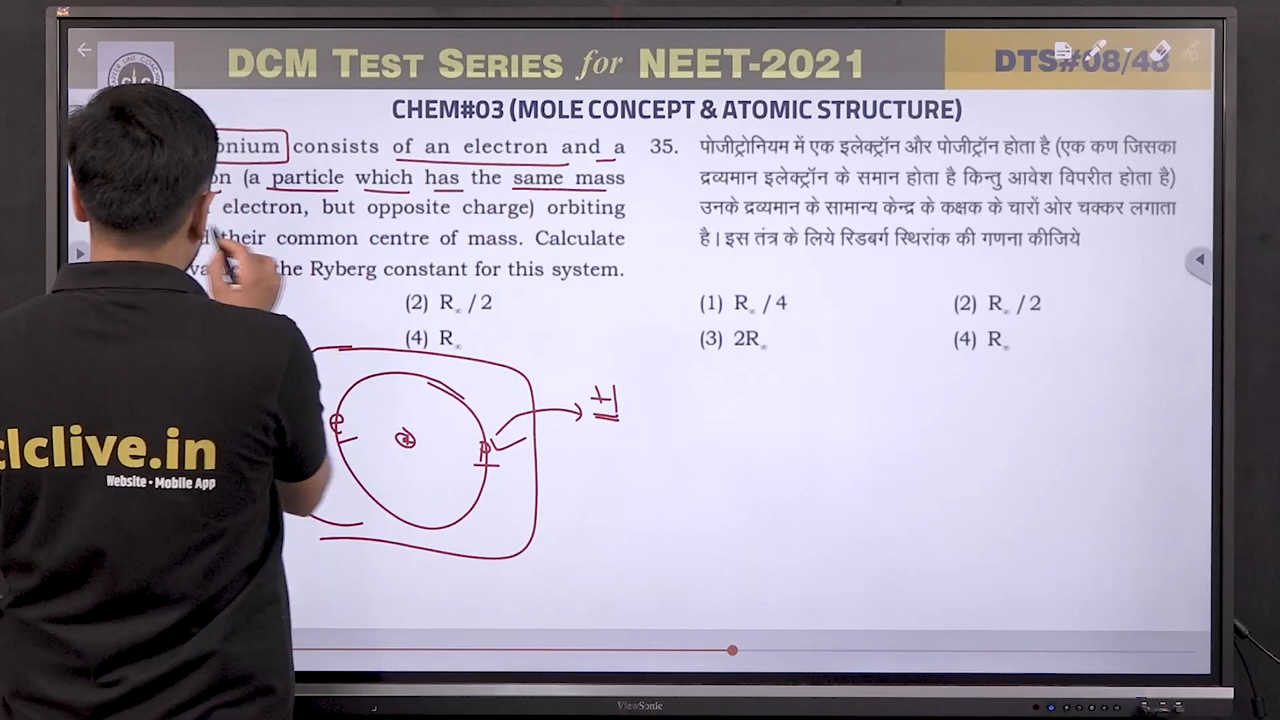 DCM TEST SERIES for NEET-2021
DTS#08/48
CHEM#03 (MOLE CONCEPT & ATOMIC STRUCTURE)
consists of an electron and a
(a particle which has the same mass
electron, but opposite charge) orbiting
their common centre of mass. Calculate
the Ryberg constant for this system.
(2) R∞ / 2
(4) R∞
35. पोजीट्रोनियम में एक इलेक्ट्रॉन और पोजीट्रॉन होता है (एक कण जिसका
द्रव्यमान इलेक्ट्रॉन के समान होता है किन्तु आवेश विपरीत होता है)
उनके द्रव्यमान के सामान्य केन्द्र के कक्षक के चारों ओर चक्कर लगाता
है। इस तंत्र के लिये रिडबर्ग स्थिरांक की गणना कीजिये
(1) R∞ / 4 (2) R∞ / 2
(3) 2R∞ (4) R∞
e
P
+1
clclive.in
Website • Mobile App
ViewSonic